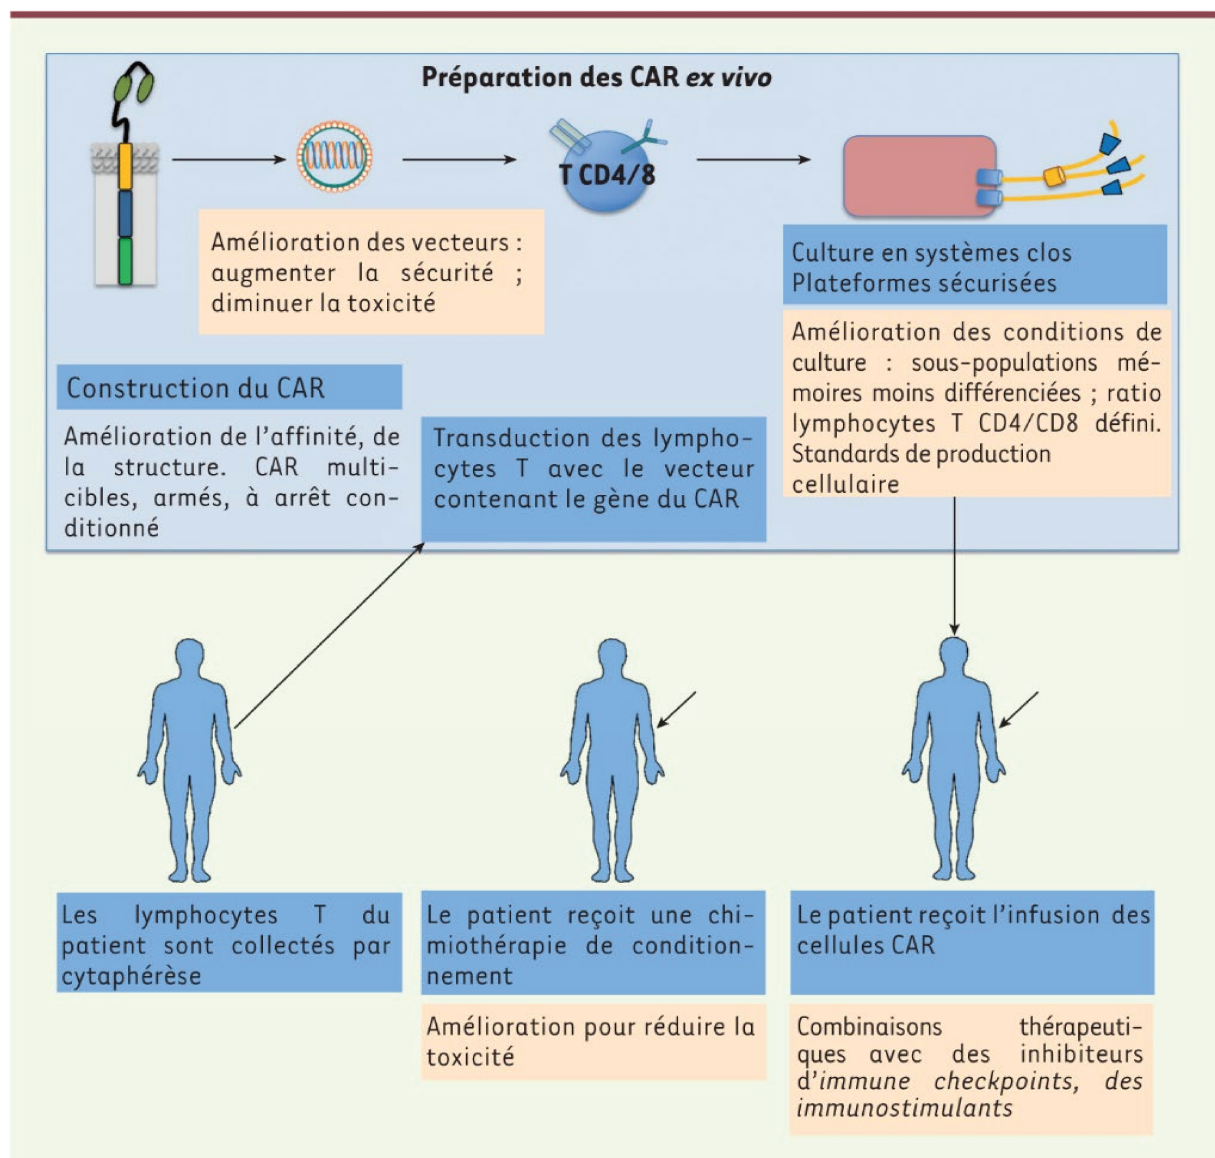 Préparation des CAR ex vivo
T CD4/8
Amélioration des vecteurs :
augmenter la sécurité ;
diminuer la toxicité
Culture en systèmes clos
Plateformes sécurisées
Amélioration des conditions de
culture : sous-populations mé-
moires moins différenciées ; ratio
lymphocytes T CD4/CD8 défini.
Standards de production
cellulaire
Construction du CAR
Amélioration de l'affinité, de
la structure. CAR multi-
cibles, armés, à arrêt con-
ditionné
Transduction des lympho-
cytes T avec le vecteur
contenant le gène du CAR
Les lymphocytes T du
patient sont collectés par
cytaphérèse
Le patient reçoit une chi-
miothérapie de condition-
nement
Amélioration pour réduire la
toxicité
Le patient reçoit l'infusion des
cellules CAR
Combinaisons thérapeuti-
ques avec des inhibiteurs
d'immune checkpoints, des
immunostimulants